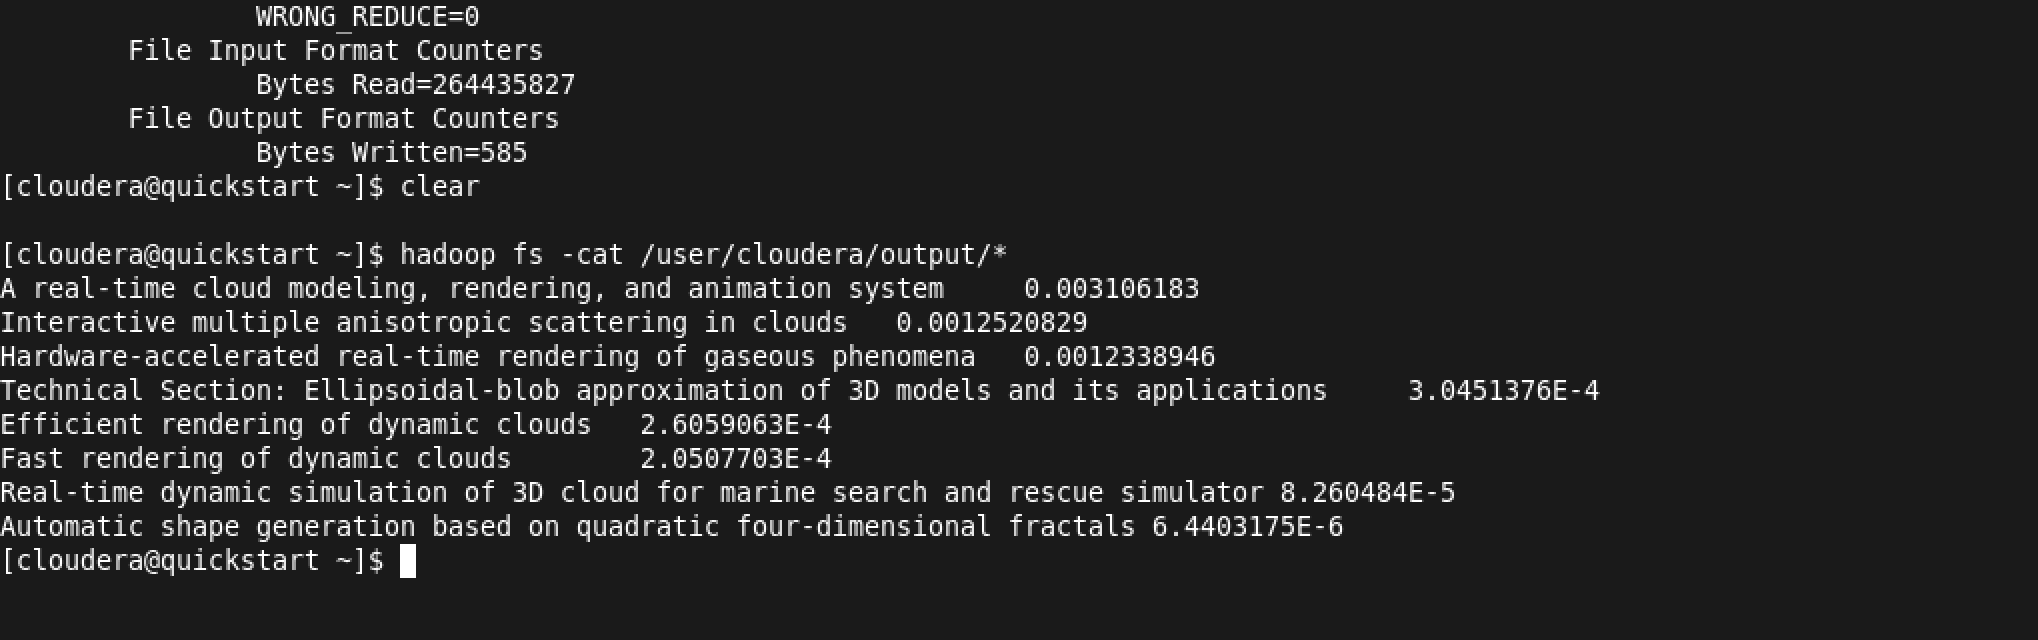 WRONG_REDUCE=0
File Input Format Counters
Bytes Read=264435827
File Output Format Counters
Bytes Written=585
[cloudera@quickstart ~]$ clear
[cloudera@quickstart ~]$ hadoop fs -cat /user/cloudera/output/*
A real-time cloud modeling, rendering, and animation system 0.003106183
Interactive multiple anisotropic scattering in clouds 0.0012520829
Hardware-accelerated real-time rendering of gaseous phenomena 0.0012338946
Technical Section: Ellipsoidal-blob approximation of 3D models and its applications 3.0451376E-4
Efficient rendering of dynamic clouds 2.6059063E-4
Fast rendering of dynamic clouds 2.0507703E-4
Real-time dynamic simulation of 3D cloud for marine search and rescue simulator 8.260484E-5
Automatic shape generation based on quadratic four-dimensional fractals 6.4403175E-6
[cloudera@quickstart ~]$